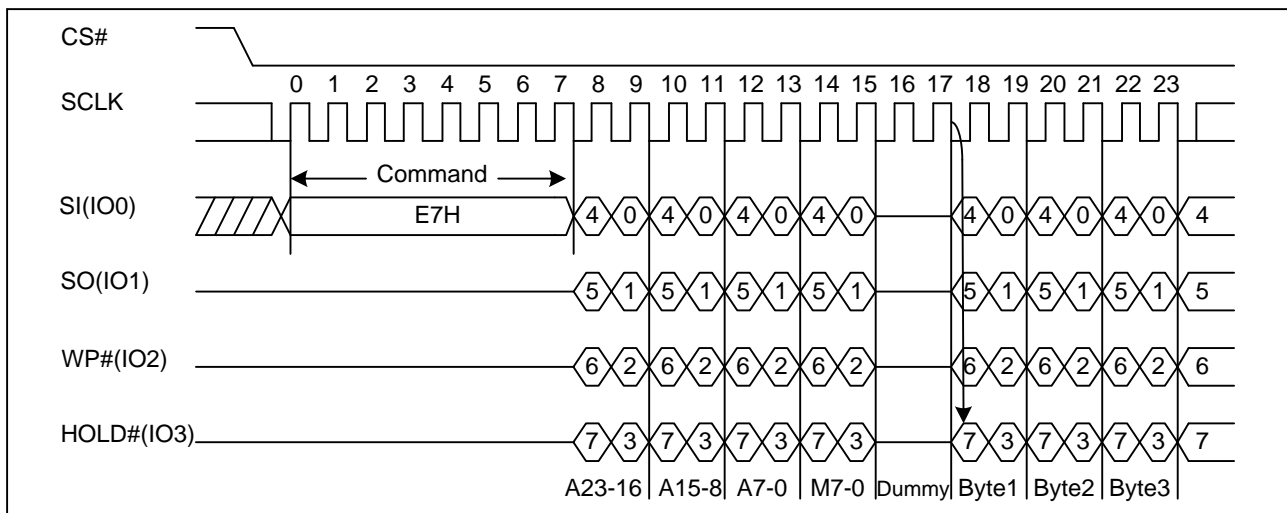 CS#
0 1 2 3 4 5 6 7 8 9 10 11 12 13 14 15 16 17 18 19 20 21 22 23
SCLK
Command
SI(IO0) E7H 4 0 4 0 4 0 4 0 4 0 4 0 4 0 4
SO(IO1) 5 1 5 1 5 1 5 1 5 1 5 1 5 1 5
WP#(IO2) 6 2 6 2 6 2 6 2 6 2 6 2 6 2 6
HOLD#(IO3) 7 3 7 3 7 3 7 3 7 3 7 3 7 3 7
A23-16 A15-8 A7-0 M7-0 Dummy Byte1 Byte2 Byte3